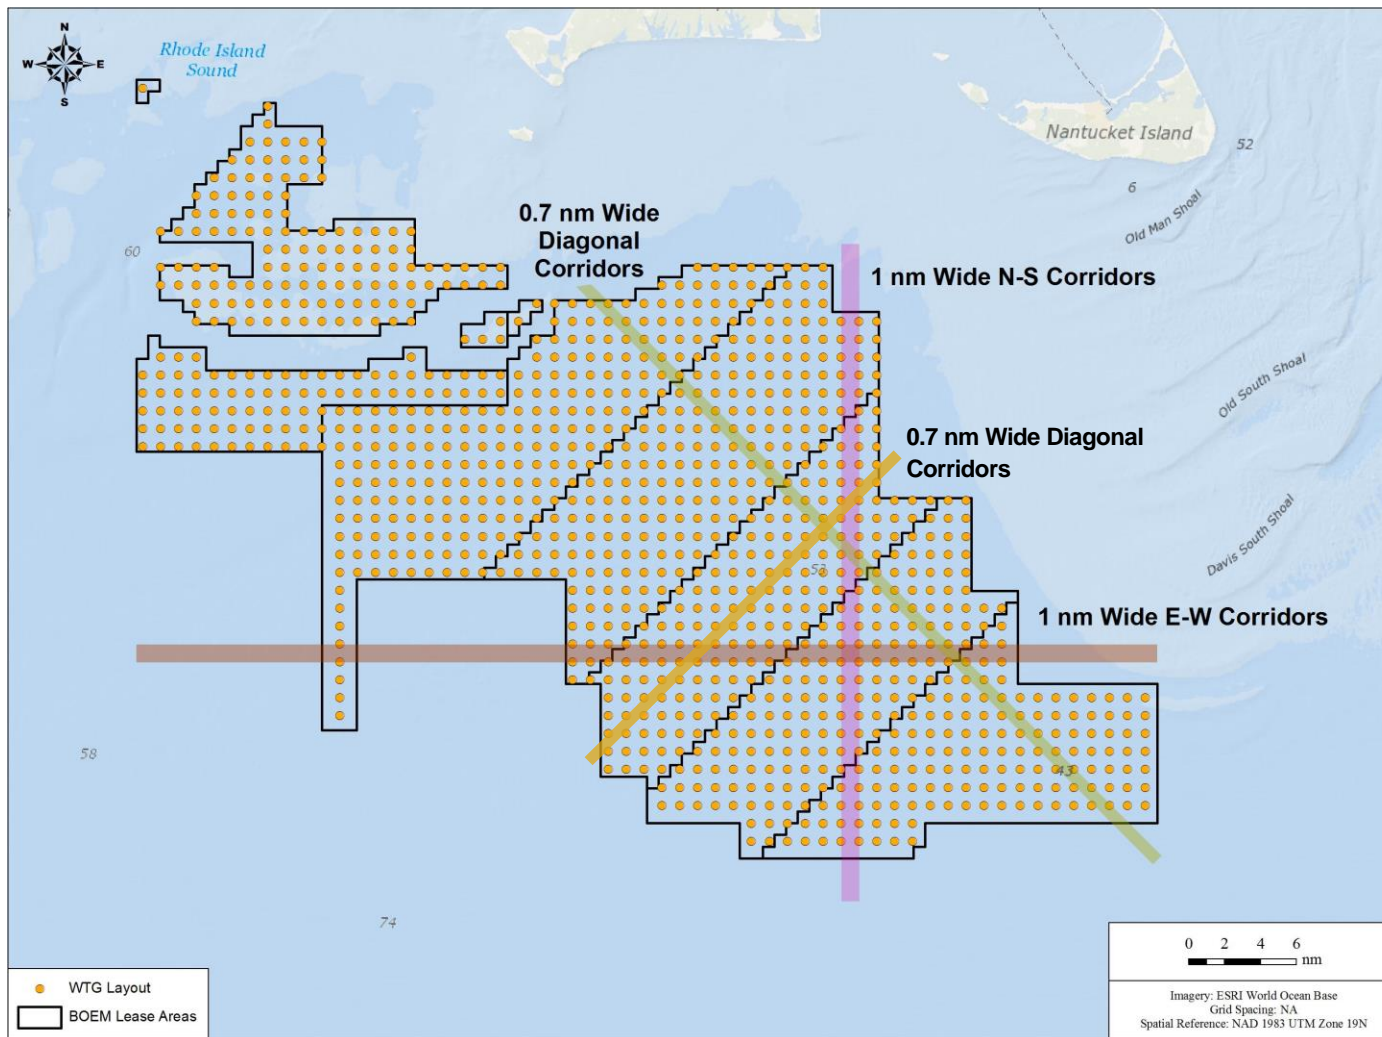 N
W
E
S
Rhode Island
Sound
Nantucket Island
52
6
Old Man Shoal
60
0.7 nm Wide
Diagonal
Corridors
1 nm Wide N-S Corridors
Old South Shoal
0.7 nm Wide Diagonal
Corridors
Davis South Shoal
53
1 nm Wide E-W Corridors
58
43
74
0 2 4 6
nm
WTG Layout
BOEM Lease Areas
Imagery: ESRI World Ocean Base
Grid Spacing: NA
Spatial Reference: NAD 1983 UTM Zone 19N